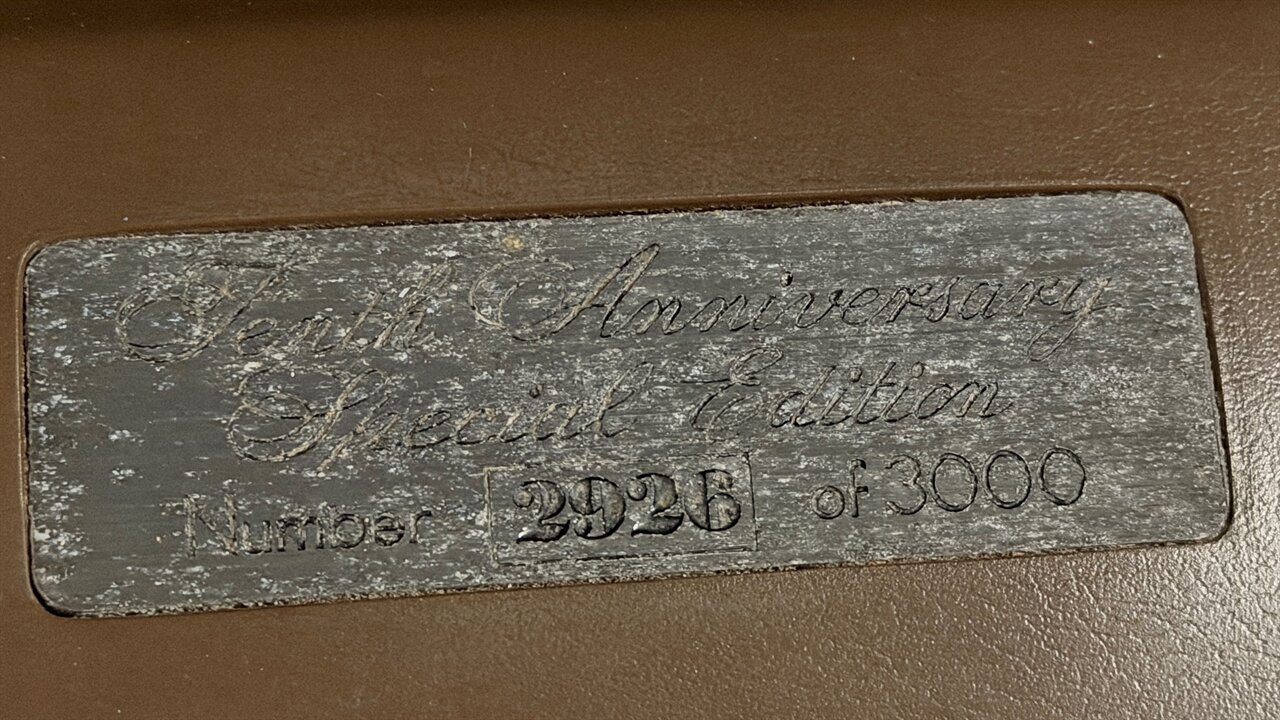 Tenth Anniversary
Special Edition
Number 2926 of 3000